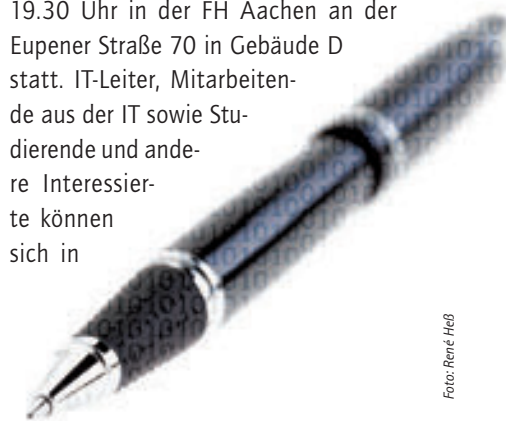 19.30 Uhr in der FH Aachen an der
Eupener Straße 70 in Gebäude D
statt. IT-Leiter, Mitarbeiten-
de aus der IT sowie Stu-
dierende und ande-
re Interessier-
te können
sich in
Foto: René Heß